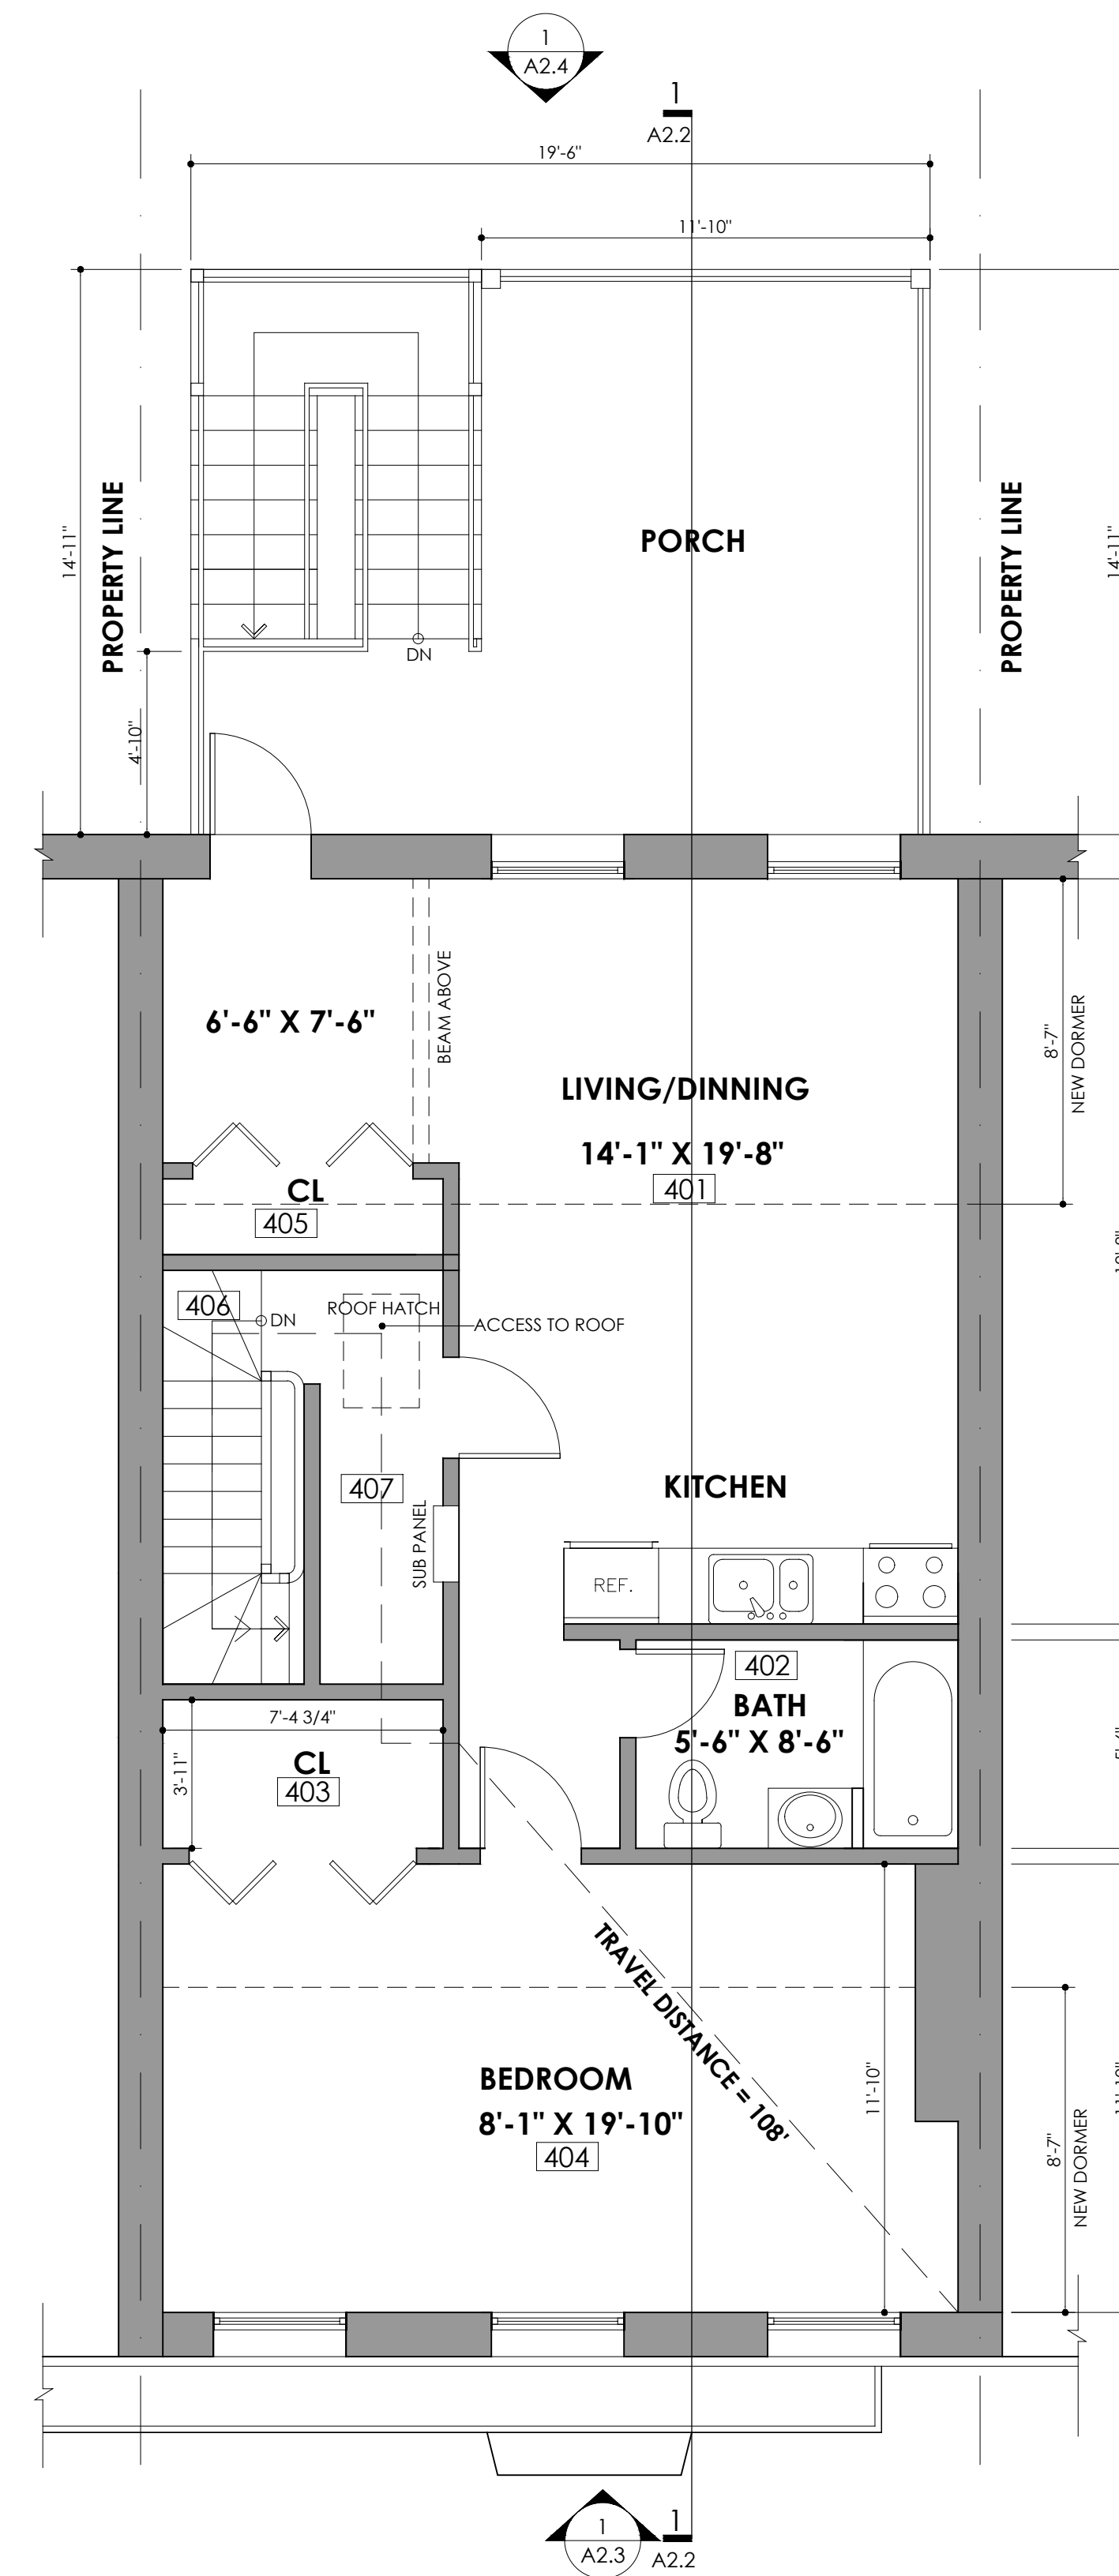 1
A2.4
1
A2.2
19'-6"
11'-10"
14'-11"
PROPERTY LINE
PORCH
PROPERTY LINE
14'-11"
DN
4'-10"
BEAM ABOVE
6'-6" X 7'-6"
8'-7"
NEW DORMER
LIVING/DINNING
14'-1" X 19'-8"
401
CL
405
406
DN
ROOF HATCH
ACCESS TO ROOF
407
SUB PANEL
KITCHEN
REF.
402
BATH
5'-6" X 8'-6"
7'-4 3/4"
3'-11"
CL
403
TRAVEL DISTANCE = 108'
BEDROOM
8'-1" X 19'-10"
404
11'-10"
8'-7"
NEW DORMER
1
A2.3
1
A2.2